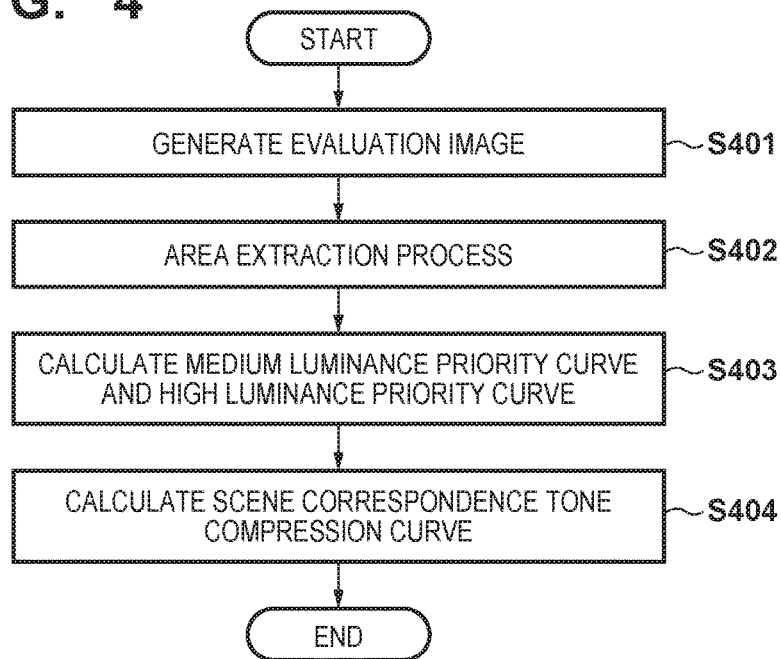 G. 4
START
GENERATE EVALUATION IMAGE
S401
AREA EXTRACTION PROCESS
S402
CALCULATE MEDIUM LUMINANCE PRIORITY CURVE
AND HIGH LUMINANCE PRIORITY CURVE
S403
CALCULATE SCENE CORRESPONDENCE TONE
COMPRESSION CURVE
S404
END